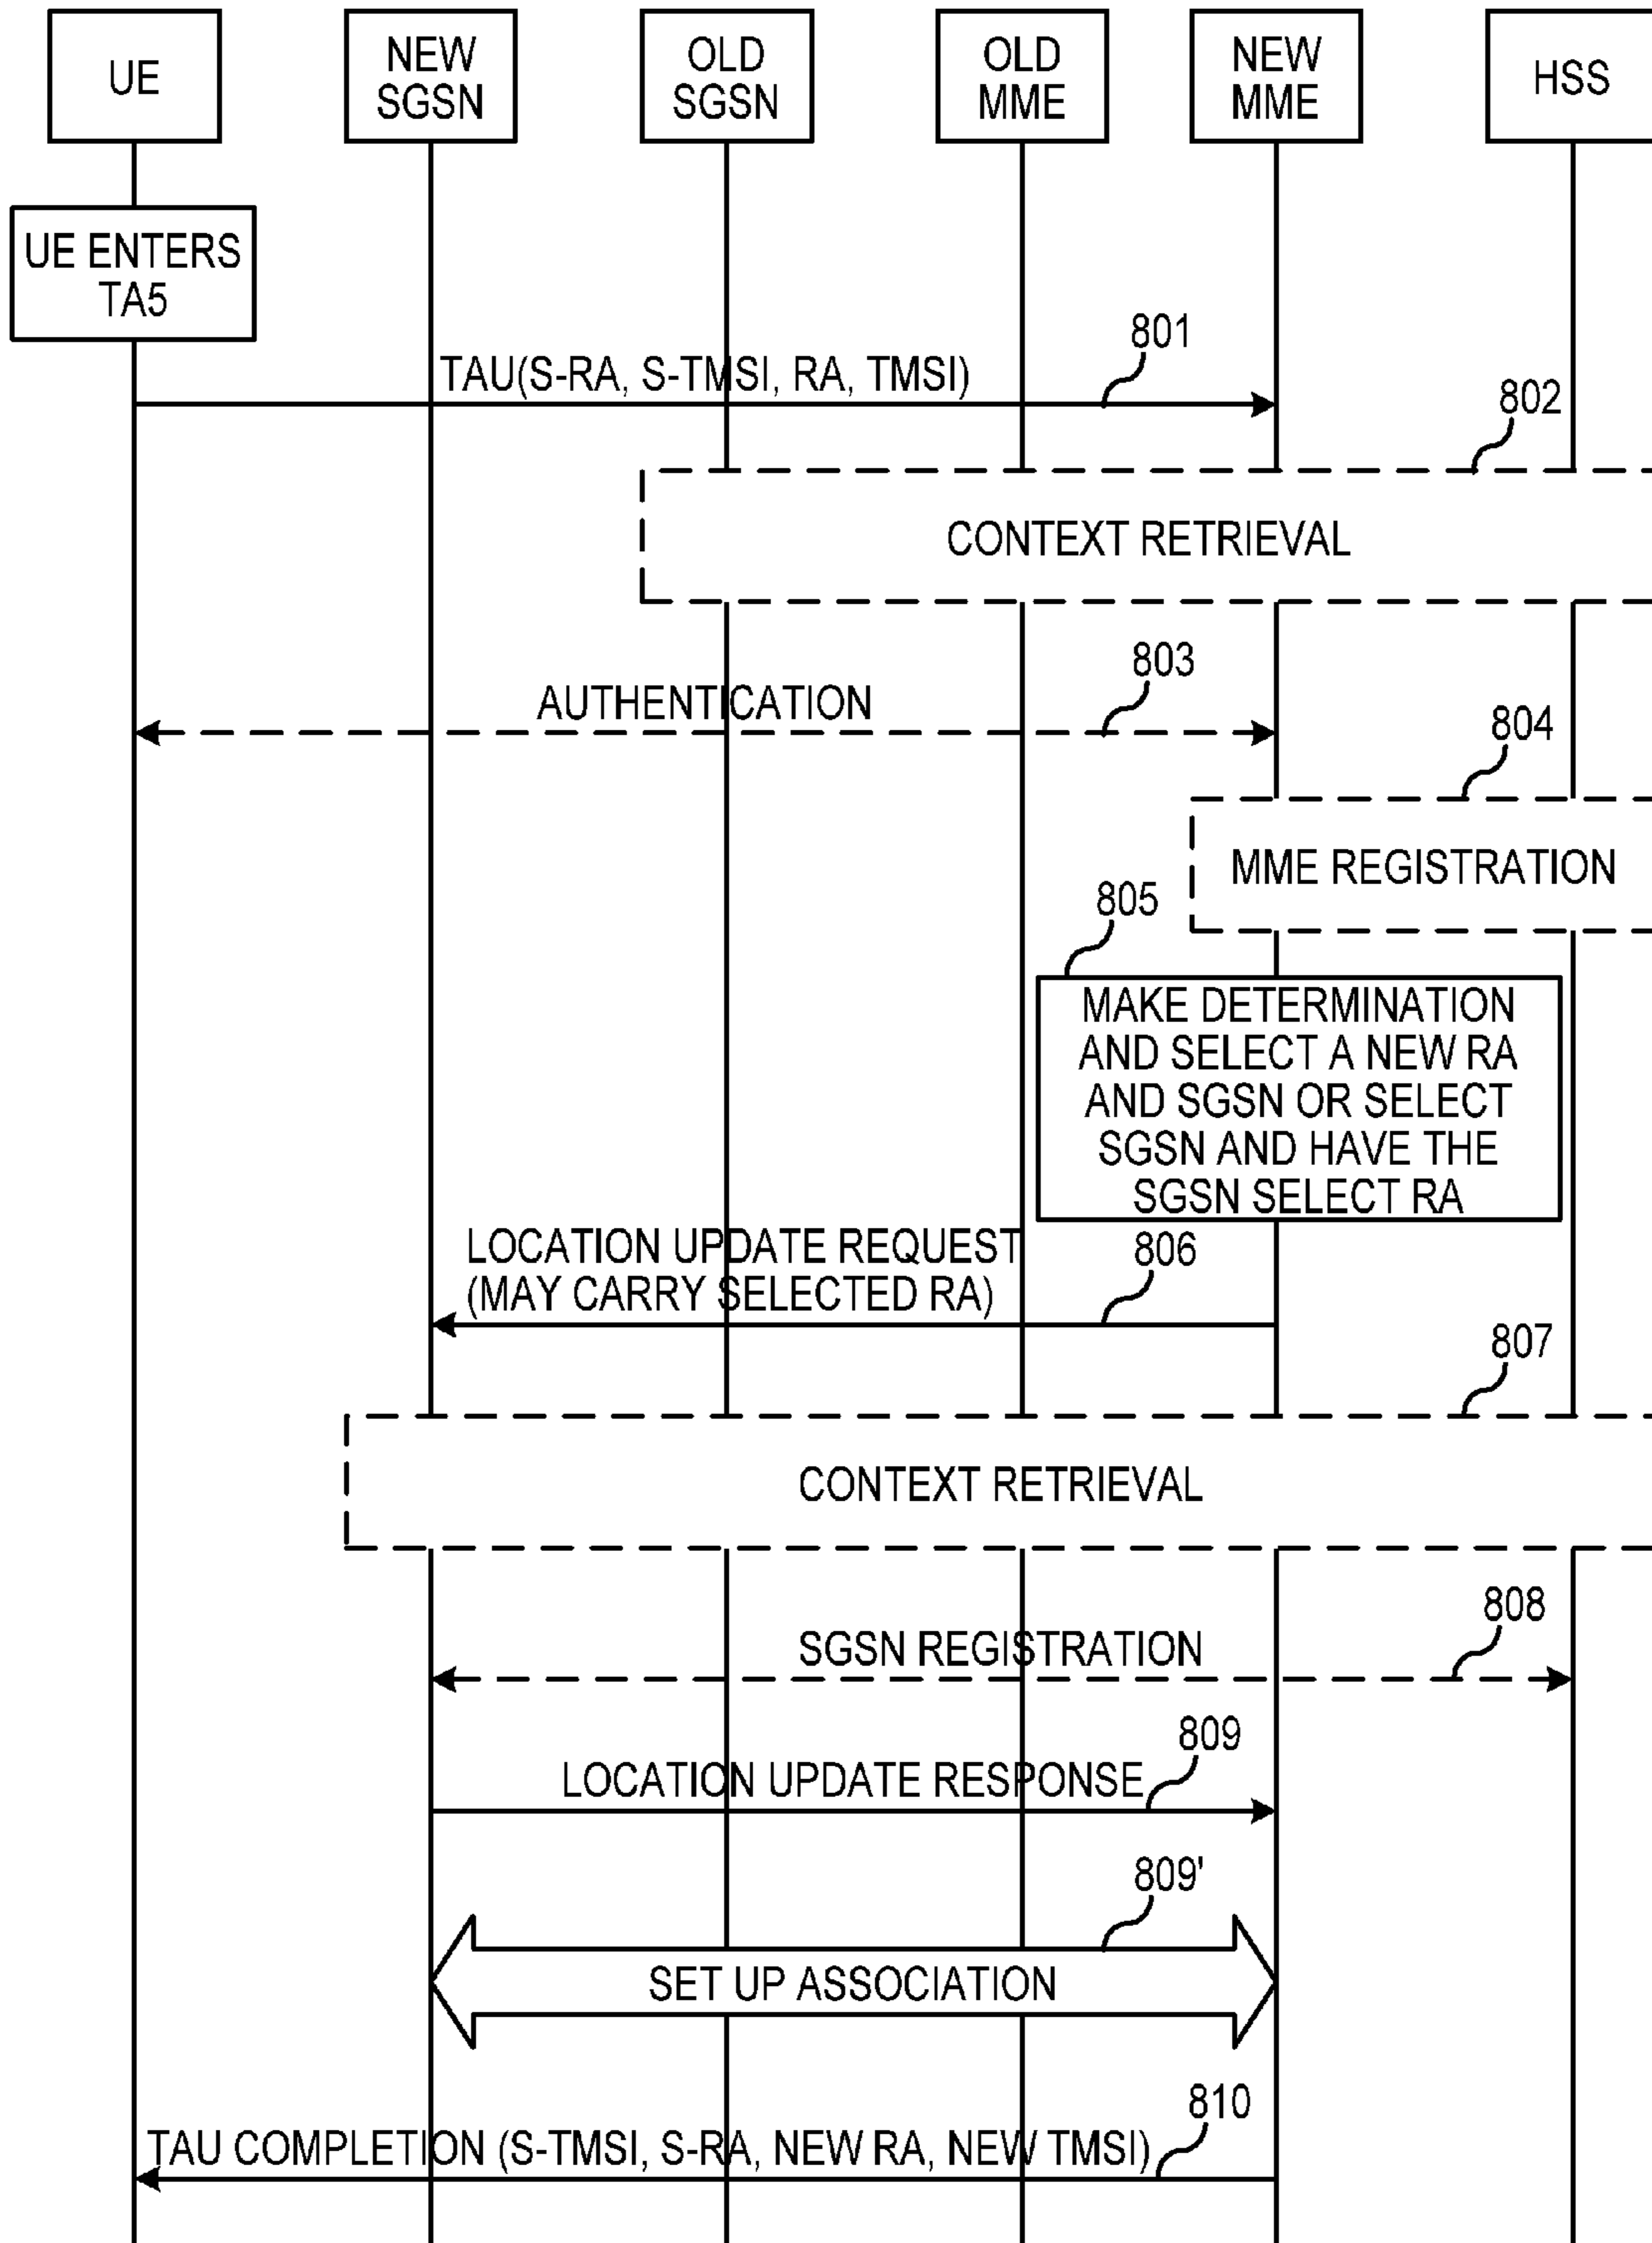 UE
NEW
SGSN
OLD
SGSN
OLD
MME
NEW
MME
HSS
UE ENTERS
TA5
801
TAU(S-RA, S-TMSI, RA, TMSI)
802
CONTEXT RETRIEVAL
803
AUTHENTICATION
804
MME REGISTRATION
805
MAKE DETERMINATION
AND SELECT A NEW RA
AND SGSN OR SELECT
SGSN AND HAVE THE
SGSN SELECT RA
LOCATION UPDATE REQUEST
(MAY CARRY SELECTED RA)
806
807
CONTEXT RETRIEVAL
808
SGSN REGISTRATION
809
LOCATION UPDATE RESPONSE
809'
SET UP ASSOCIATION
810
TAU COMPLETION (S-TMSI, S-RA, NEW RA, NEW TMSI)